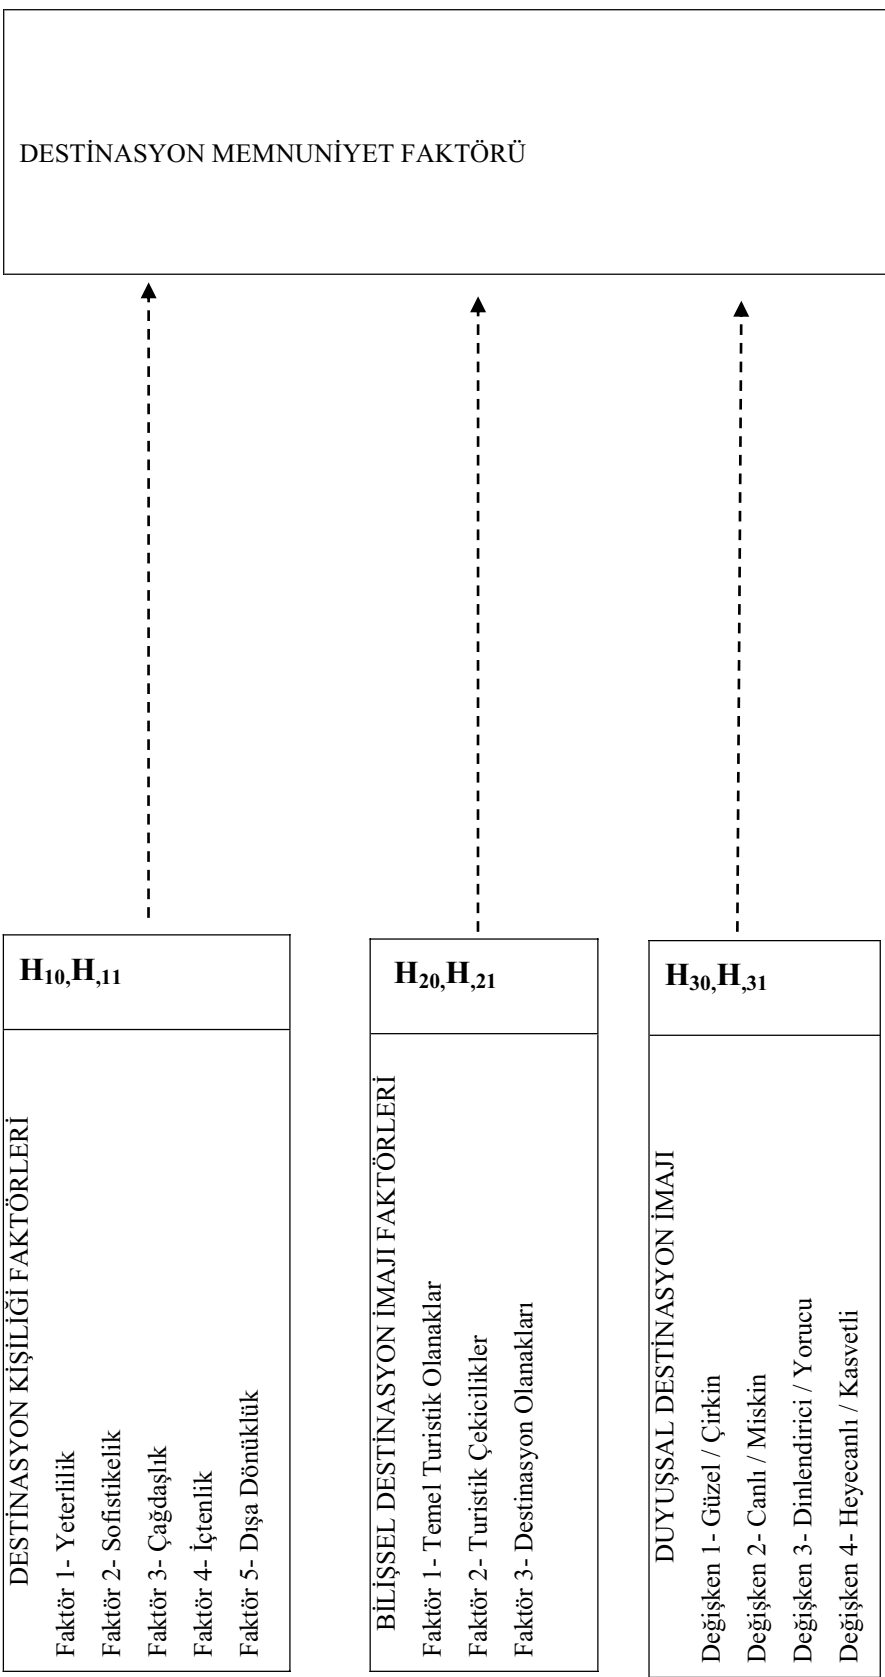 DESTİNASYON MEMNUNİYET FAKTÖRÜ
H10,H,11
H20,H,21
H30,H,31
DESTİNASYON KİŞİLİĞİ FAKTÖRLERİ
Faktör 1- Yeterlilik
Faktör 2- Sofistikelik
Faktör 3- Çağdaşlık
Faktör 4- İçtenlik
Faktör 5- Dışa Dönüklük
BİLİŞSEL DESTİNASYON İMAJI FAKTÖRLERİ
Faktör 1- Temel Turistik Olanaklar
Faktör 2- Turistik Çekicilikler
Faktör 3- Destinasyon Olanakları
DUYUŞSAL DESTİNASYON İMAJI
Değişken 1- Güzel / Çirkin
Değişken 2- Canlı / Miskin
Değişken 3- Dinlendirici / Yorucu
Değişken 4- Heyecanlı / Kasvetli